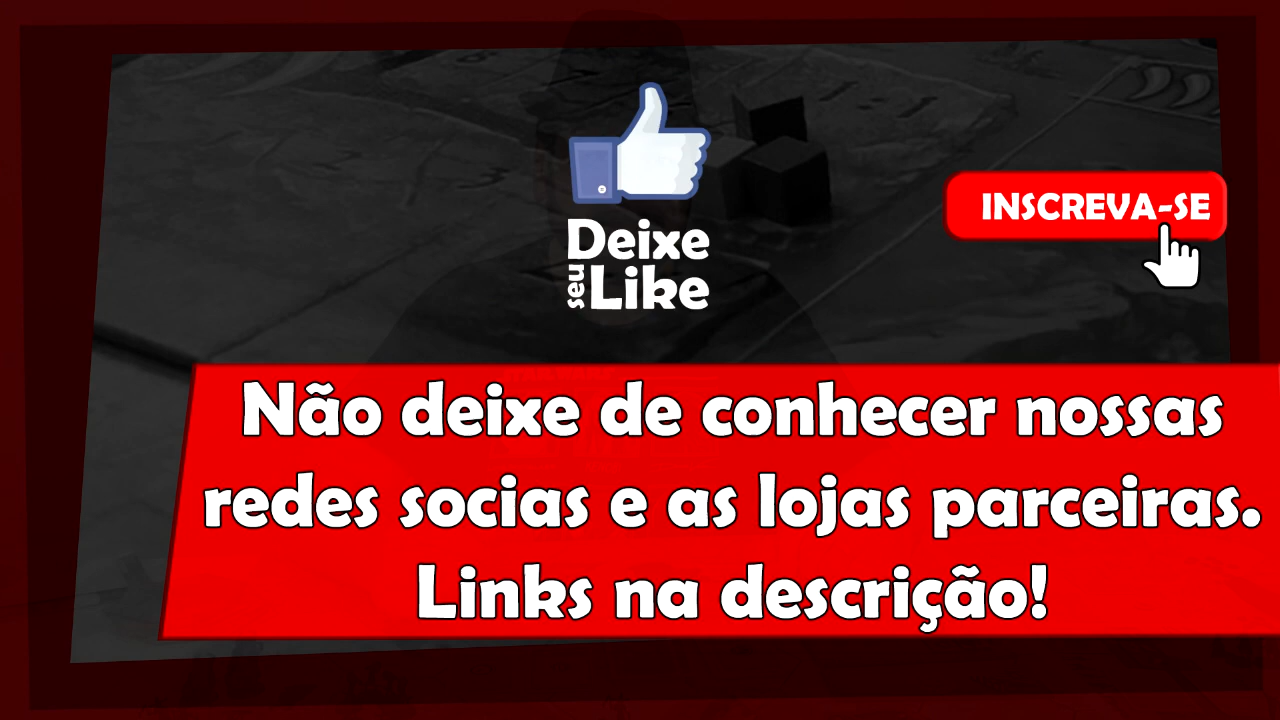 Deixe
seu Like
INSCREVA-SE
Não deixe de conhecer nossas
redes socias e as lojas parceiras.
Links na descrição!